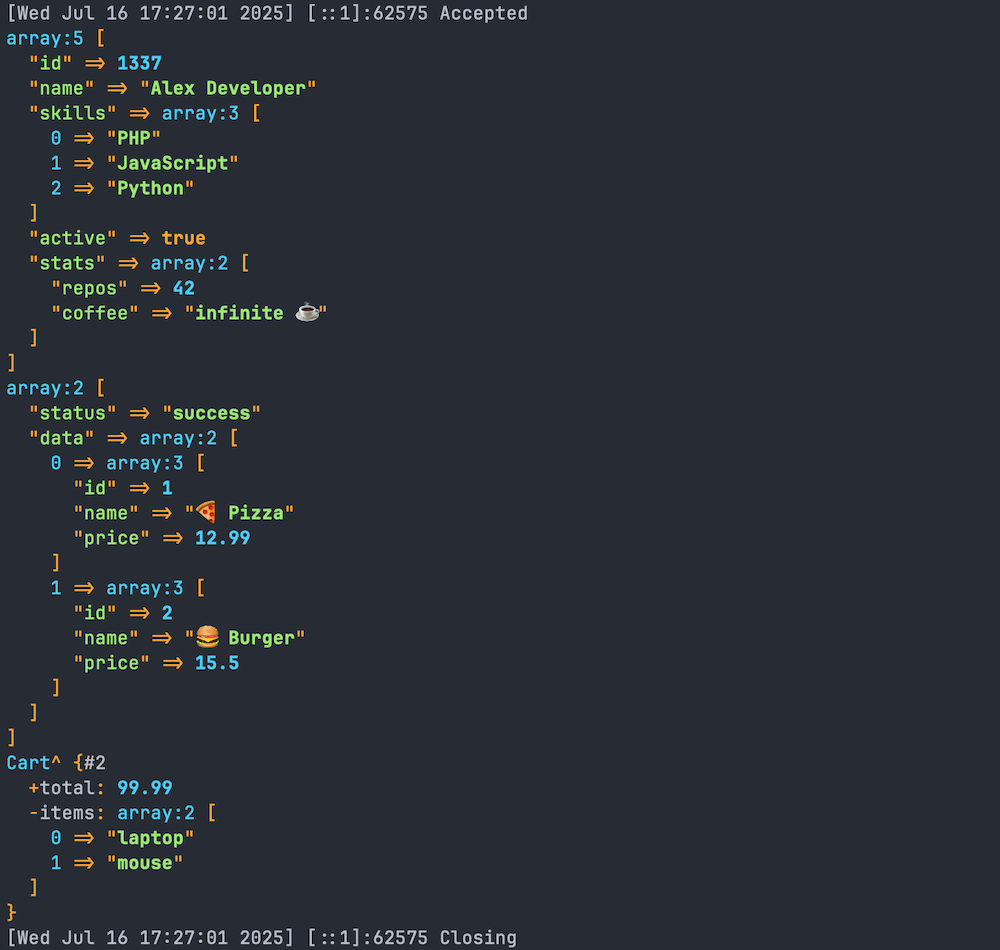 [Wed Jul 16 17:27:01 2025] [::1]:62575 Accepted
array:5 [
  "id" => 1337
  "name" => "Alex Developer"
  "skills" => array:3 [
    0 => "PHP"
    1 => "JavaScript"
    2 => "Python"
  ]
  "active" => true
  "stats" => array:2 [
    "repos" => 42
    "coffee" => "infinite ☕"
  ]
]
array:2 [
  "status" => "success"
  "data" => array:2 [
    0 => array:3 [
      "id" => 1
      "name" => "🍕 Pizza"
      "price" => 12.99
    ]
    1 => array:3 [
      "id" => 2
      "name" => "🍔 Burger"
      "price" => 15.5
    ]
  ]
]
Cart^ {#2
  +total: 99.99
  -items: array:2 [
    0 => "laptop"
    1 => "mouse"
  ]
}
[Wed Jul 16 17:27:01 2025] [::1]:62575 Closing